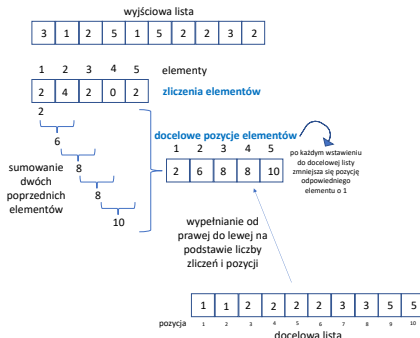 wyjściowa lista
3 1 2 5 1 5 2 2 3 2
1 2 3 4 5 elementy
2 4 2 0 2 zliczenia elementów
2
6
8
8
10
sumowanie
dwóch
poprzednich
elementów
docelowe pozycje elementów
1 2 3 4 5
2 6 8 8 10
po każdym wstawieniu
do docelowej listy
zmniejsza się pozycję
odpowiedniego
elementu o 1
wypełnianie od
prawej do lewej na
podstawie liczby
zliczeń i pozycji
1 1 2 2 2 2 3 3 5 5
pozycja 1 2 3 4 5 6 7 8 9 10
docelowa lista